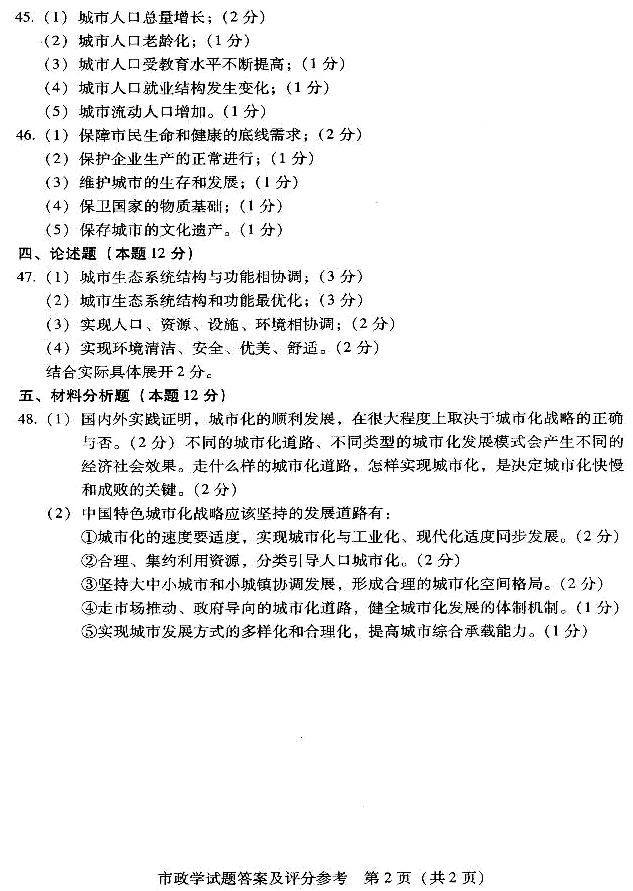 45.（1）城市人口总量增长；（2 分）
（2）城市人口老龄化；（1 分）
（3）城市人口受教育水平不断提高；（1 分）
（4）城市人口就业结构发生变化；（1 分）
（5）城市流动人口增加。（1 分）
46.（1）保障市民生命和健康的底线需求；（2 分）
（2）保护企业生产的正常进行；（1 分）
（3）维护城市的生存和发展；（1 分）
（4）保卫国家的物质基础；（1 分）
（5）保存城市的文化遗产。（1 分）
四、论述题（本题 12 分）
47.（1）城市生态系统结构与功能相协调；（3 分）
（2）城市生态系统结构和功能最优化；（3 分）
（3）实现人口、资源、设施、环境相协调；（2 分）
（4）实现环境清洁、安全、优美、舒适。（2 分）
结合实际具体展开 2 分。
五、材料分析题（本题 12 分）
48.（1）国内外实践证明，城市化的顺利发展，在很大程度上取决于城市化战略的正确
与否。（2 分）不同的城市化道路、不同类型的城市化发展模式会产生不同的
经济社会效果。走什么样的城市化道路，怎样实现城市化，是决定城市化快慢
和成败的关键。（2 分）
（2）中国特色城市化战略应该坚持的发展道路有：
①城市化的速度要适度，实现城市化与工业化、现代化适度同步发展。（2 分）
②合理、集约利用资源，分类引导人口城市化。（2 分）
③坚持大中小城市和小城镇协调发展，形成合理的城市化空间格局。（2 分）
④走市场推动、政府导向的城市化道路，健全城市化发展的体制机制。（1 分）
⑤实现城市发展方式的多样化和合理化，提高城市综合承载能力。（1 分）
市政学试题答案及评分参考 第 2 页（共 2 页）